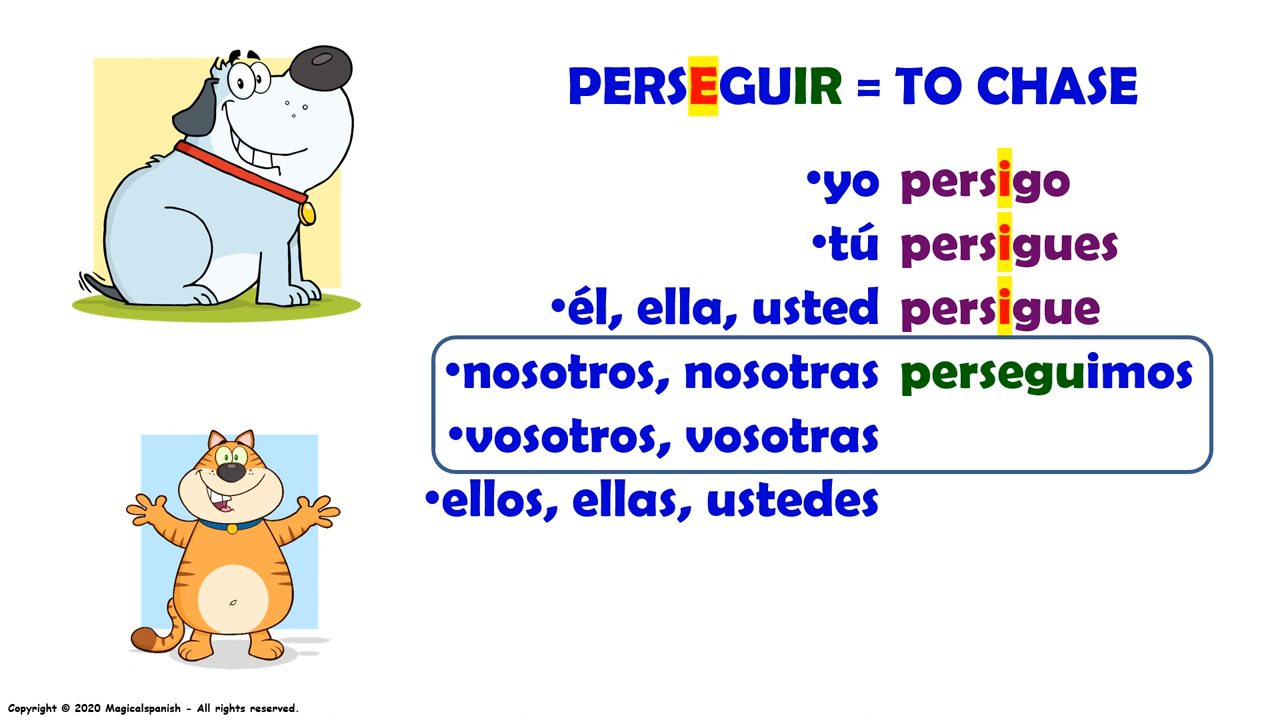 PERSEGUIR = TO CHASE
•yo persigo
•tú persigues
•él, ella, usted persigue
•nosotros, nosotras perseguimos
•vosotros, vosotras
•ellos, ellas, ustedes
Copyright © 2020 Magicalspanish - All rights reserved.